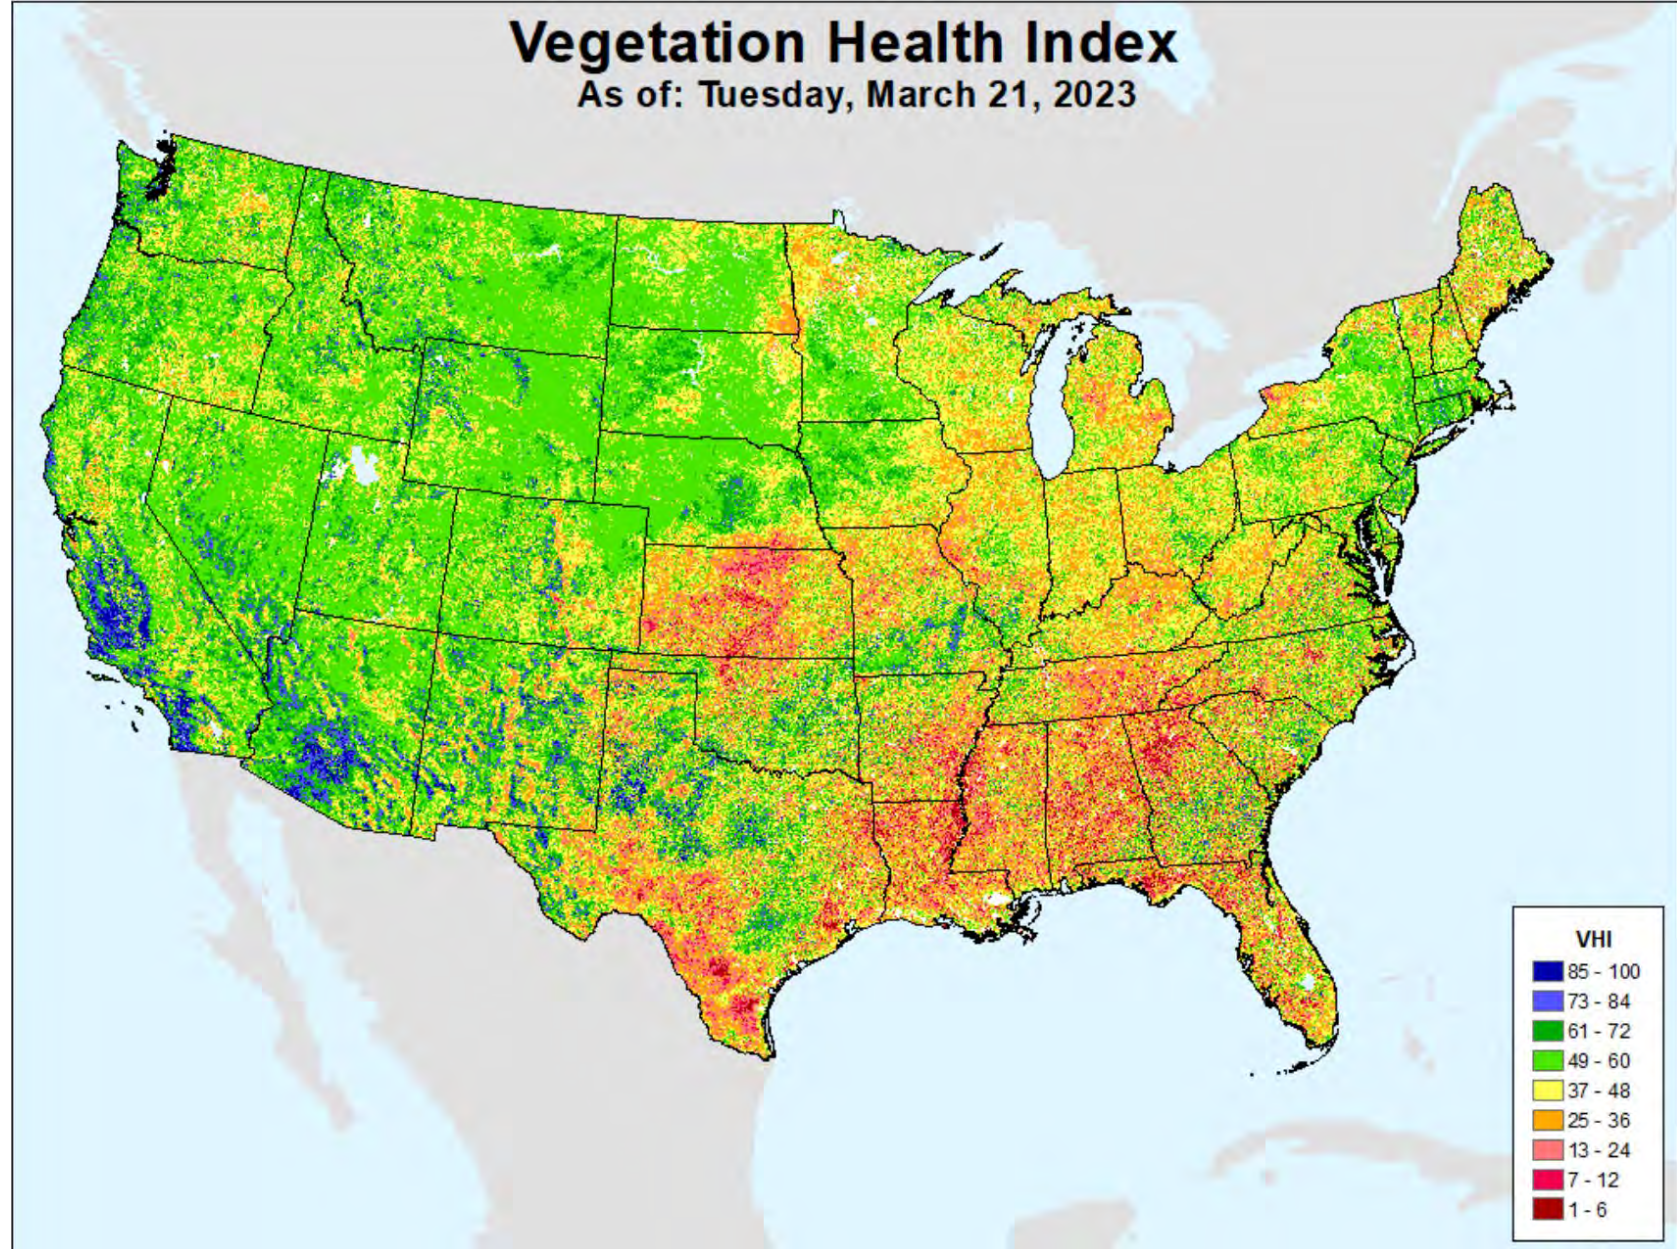 Vegetation Health Index
As of: Tuesday, March 21, 2023
VHI
85 - 100
73 - 84
61 - 72
49 - 60
37 - 48
25 - 36
13 - 24
7 - 12
1 - 6